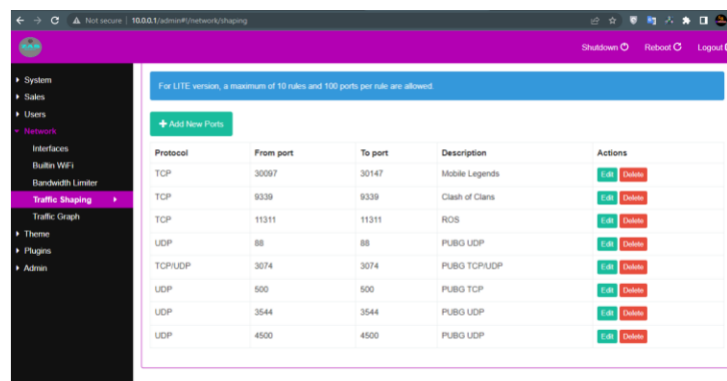 Not secure | 10.0.0.1/admin#!/network/shaping
Shutdown Reboot Logout
System
Sales
Users
Network
Interfaces
Builtin WiFi
Bandwidth Limiter
Traffic Shaping
Traffic Graph
Theme
Plugins
Admin
For LITE version, a maximum of 10 rules and 100 ports per rule are allowed.
+ Add New Ports
Protocol From port To port Description Actions
TCP 30097 30147 Mobile Legends Edit Delete
TCP 9339 9339 Clash of Clans Edit Delete
TCP 11311 11311 ROS Edit Delete
UDP 88 88 PUBG UDP Edit Delete
TCP/UDP 3074 3074 PUBG TCP/UDP Edit Delete
UDP 500 500 PUBG TCP Edit Delete
UDP 3544 3544 PUBG UDP Edit Delete
UDP 4500 4500 PUBG UDP Edit Delete